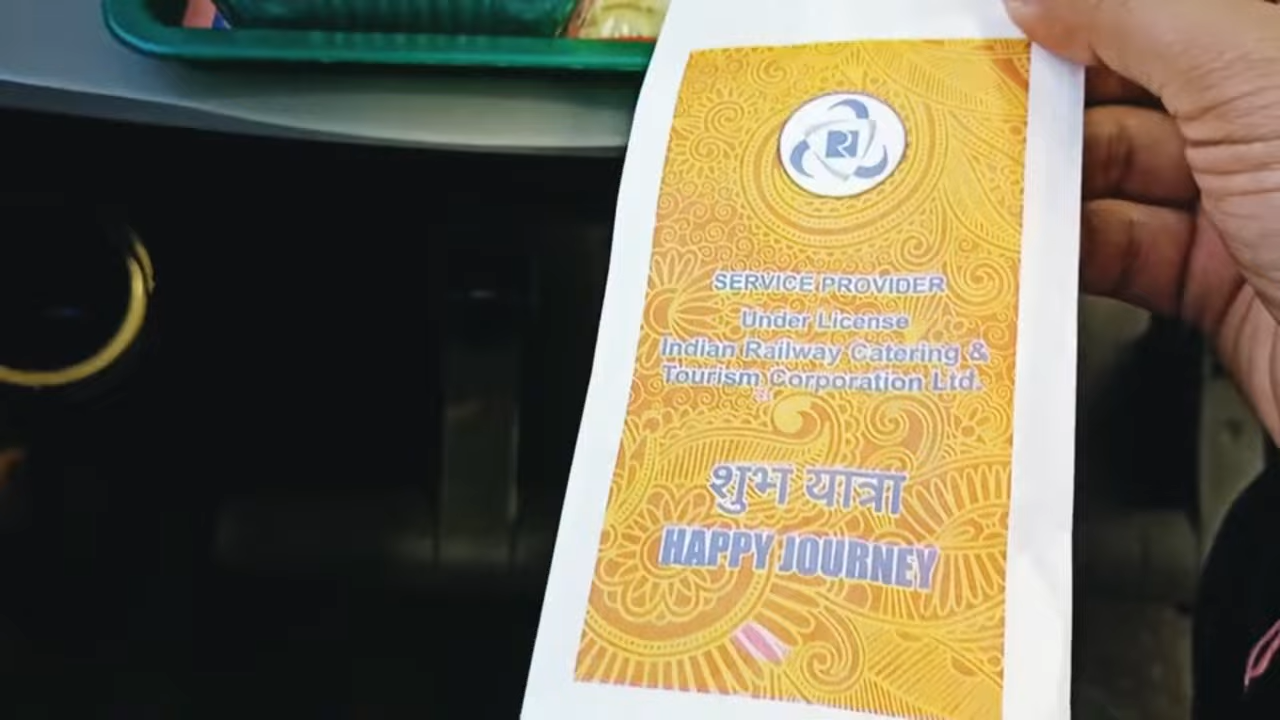 SERVICE PROVIDER
Under License
Indian Railway Catering &
Tourism Corporation Ltd.
शुभ यात्रा
HAPPY JOURNEY